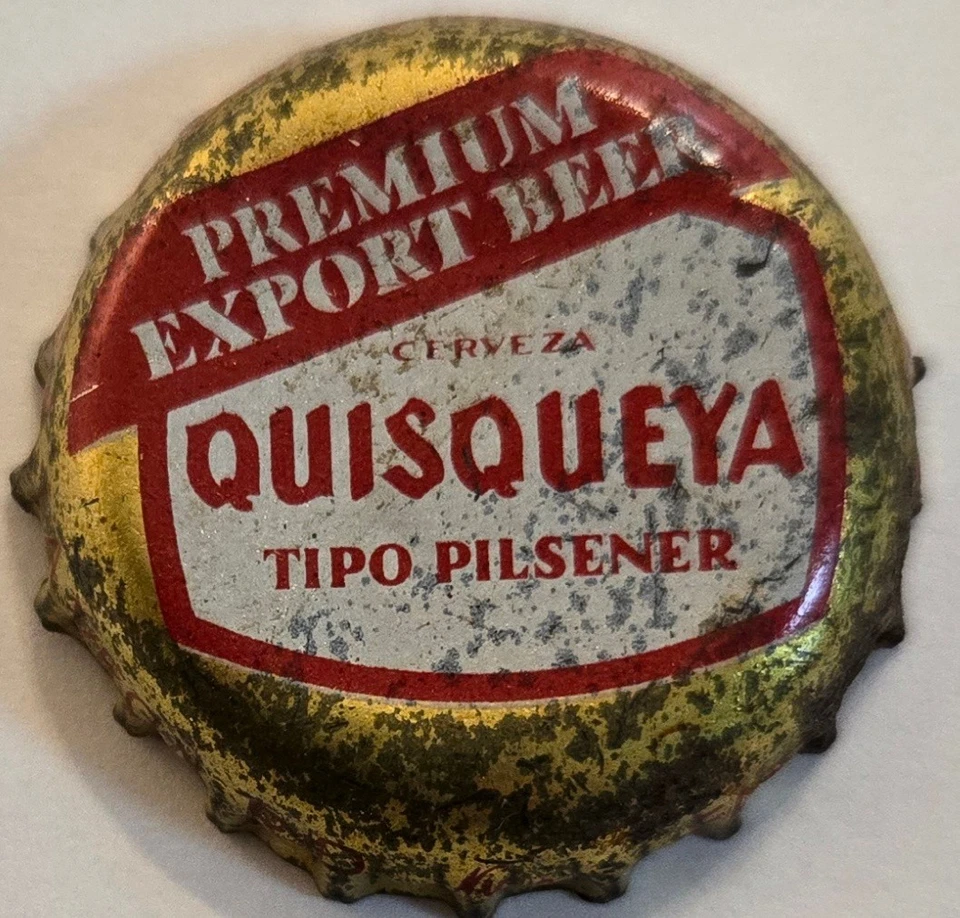 PREMIUM
EXPORT BEER
CERVEZA
QUISQUEYA
TIPO PILSENER